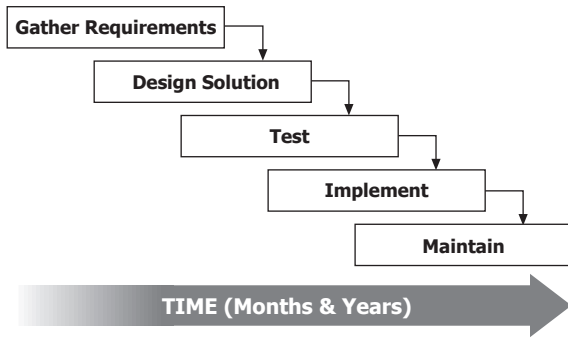 Gather Requirements
Design Solution
Test
Implement
Maintain
TIME (Months & Years)